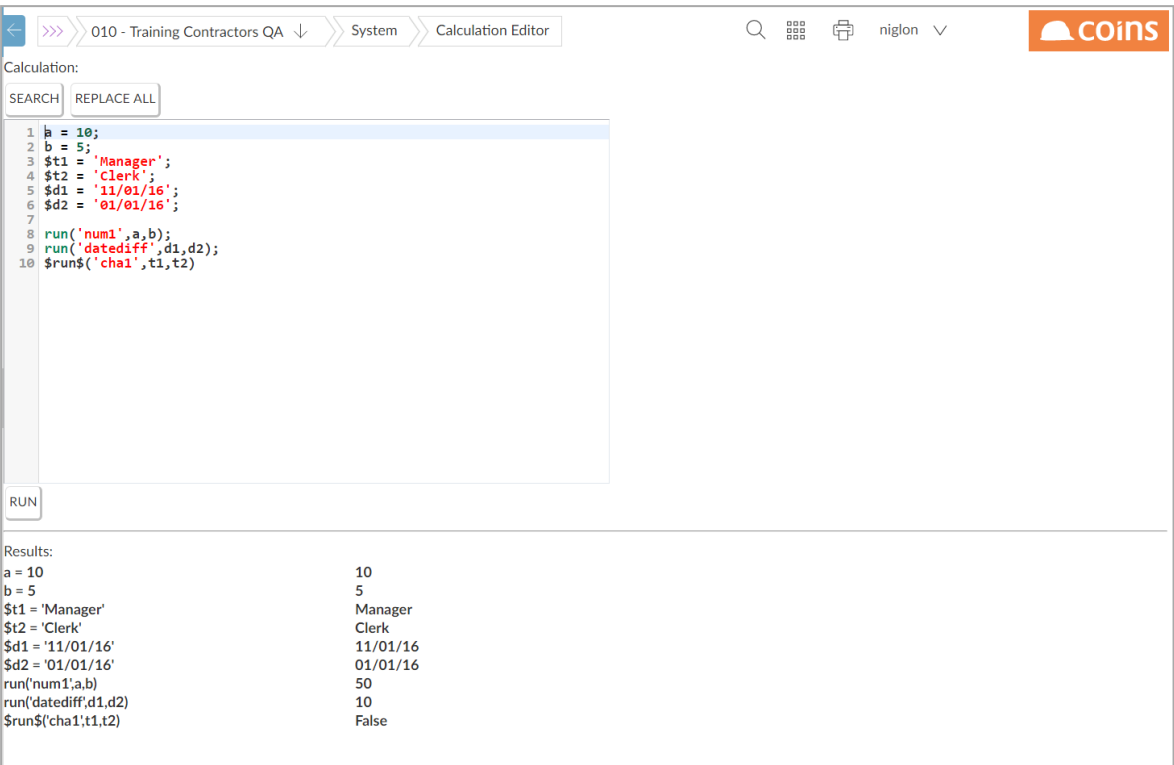 010 - Training Contractors QA ↓ System Calculation Editor niglon coins
Calculation:
SEARCH REPLACE ALL
1 a = 10;
2 b = 5;
3 $t1 = 'Manager';
4 $t2 = 'Clerk';
5 $d1 = '11/01/16';
6 $d2 = '01/01/16';
7
8 run('num1',a,b);
9 run('datediff',d1,d2);
10 $run$('cha1',t1,t2)
RUN
Results:
a = 10 10
b = 5 5
$t1 = 'Manager' Manager
$t2 = 'Clerk' Clerk
$d1 = '11/01/16' 11/01/16
$d2 = '01/01/16' 01/01/16
run('num1',a,b) 50
run('datediff',d1,d2) 10
$run$('cha1',t1,t2) False